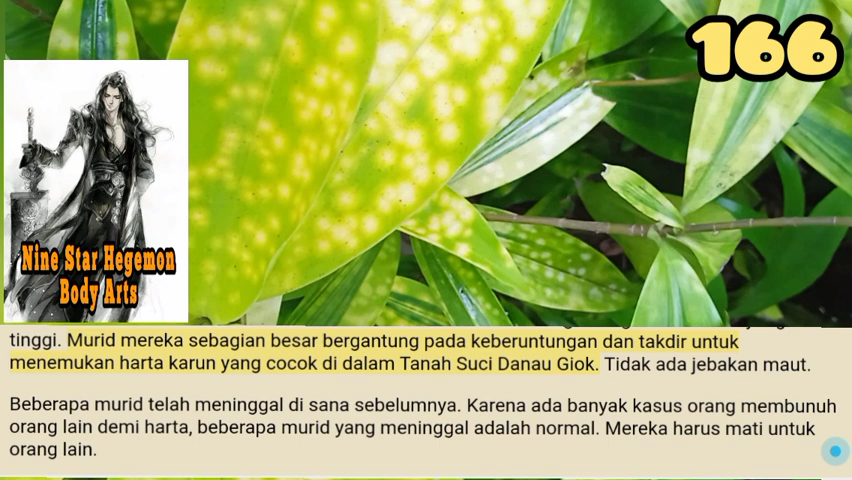 166
Nine Star Hegemon
Body Arts
tinggi. Murid mereka sebagian besar bergantung pada keberuntungan dan takdir untuk
menemukan harta karun yang cocok di dalam Tanah Suci Danau Giok. Tidak ada jebakan maut.
Beberapa murid telah meninggal di sana sebelumnya. Karena ada banyak kasus orang membunuh
orang lain demi harta, beberapa murid yang meninggal adalah normal. Mereka harus mati untuk
orang lain.